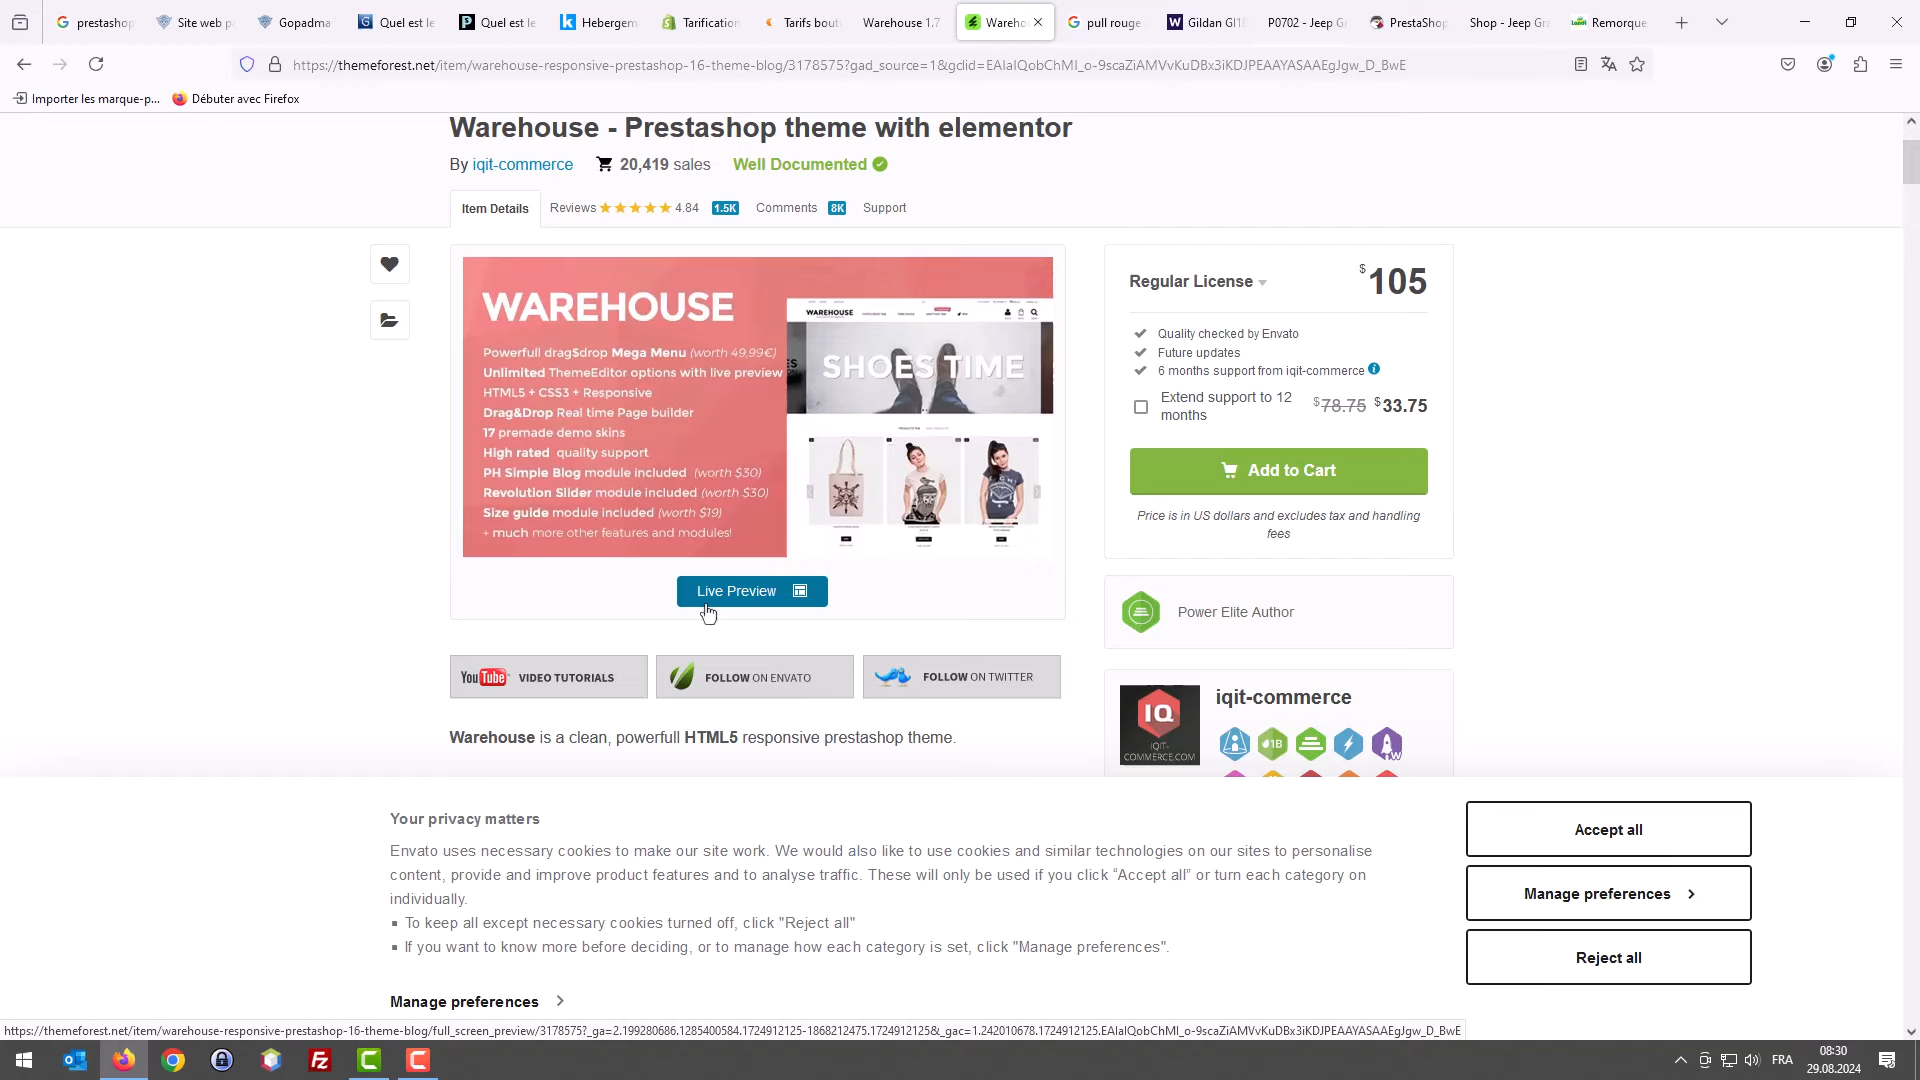 prestashop
Site web pa
Gopadma
Quel est le
Quel est le
Hebergem
Tarification
Tarifs bout
Warehouse 1.7
Wareho
pull rouge
Gildan GI18
P0702 - Jeep Gr
PrestaShop
Shop - Jeep Gra
Remorque
https://themeforest.net/item/warehouse-responsive-prestashop-16-theme-blog/3178575?gad_source=1&gclid=EAIaIQobChMI_o-9scaZiAMVvKuDBx3iKDJPEAAYASAAEgJgw_D_BwE
Importer les marque-p...
Débuter avec Firefox
Warehouse - Prestashop theme with elementor
By iqit-commerce
20,419 sales
Well Documented
Item Details
Reviews
4.84
1.5K
Comments
8K
Support
WAREHOUSE
Powerfull drag$drop Mega Menu (worth 49,99€)
Unlimited ThemeEditor options with live preview
HTML5 + CSS3 + Responsive
Drag&Drop Real time Page builder
17 premade demo skins
High rated quality support
PH Simple Blog module included (worth $30)
Revolution Slider module included (worth $30)
Size guide module included (worth $19)
+ much more other features and modules!
WAREHOUSE
SHOES TIME
Live Preview
Regular License
$105
Quality checked by Envato
Future updates
6 months support from iqit-commerce
Extend support to 12
months
$78.75 $33.75
Add to Cart
Price is in US dollars and excludes tax and handling
fees
Power Elite Author
iqit-commerce
IQ
IQIT-
COMMERCE.COM
1B
YouTube VIDEO TUTORIALS
FOLLOW ON ENVATO
FOLLOW ON TWITTER
Warehouse is a clean, powerfull HTML5 responsive prestashop theme.
Your privacy matters
Envato uses necessary cookies to make our site work. We would also like to use cookies and similar technologies on our sites to personalise
content, provide and improve product features and to analyse traffic. These will only be used if you click “Accept all” or turn each category on
individually.
▪ To keep all except necessary cookies turned off, click "Reject all"
▪ If you want to know more before deciding, or to manage how each category is set, click "Manage preferences".
Manage preferences
Accept all
Manage preferences
Reject all
https://themeforest.net/item/warehouse-responsive-prestashop-16-theme-blog/full_screen_preview/3178575?_ga=2.199280686.1285400584.1724912125-1868212475.1724912125&_gac=1.242010678.1724912125.EAIaIQobChMI_o-9scaZiAMVvKuDBx3iKDJPEAAYASAAEgJgw_D_BwE
FRA
08:30
29.08.2024